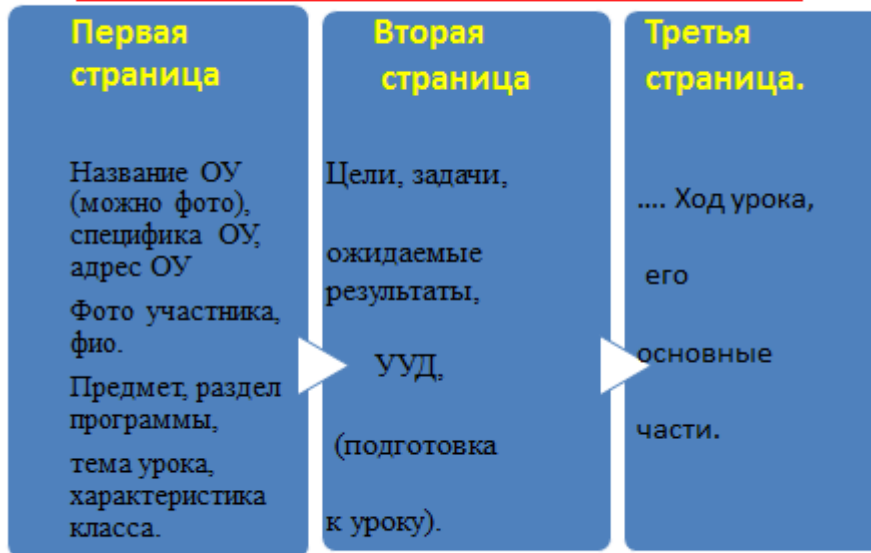 Первая
страница
Название ОУ
(можно фото),
специфика ОУ,
адрес ОУ
Фото участника,
фио.
Предмет, раздел
программы,
тема урока,
характеристика
класса.
Вторая
страница
Цели, задачи,
ожидаемые
результаты,
УУД,
(подготовка
к уроку).
Третья
страница.
.... Ход урока,
его
основные
части.